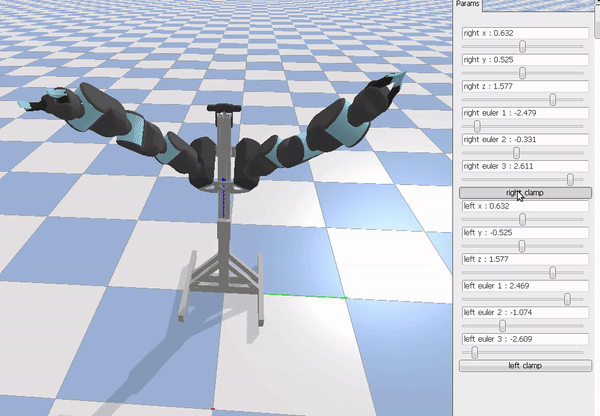 Params
right x : 0.632
right y : 0.525
right z : 1.577
right euler 1 : -2.479
right euler 2 : -0.331
right euler 3 : 2.611
right clamp
left x : 0.632
left y : -0.525
left z : 1.577
left euler 1 : 2.469
left euler 2 : -1.074
left euler 3 : -2.609
left clamp